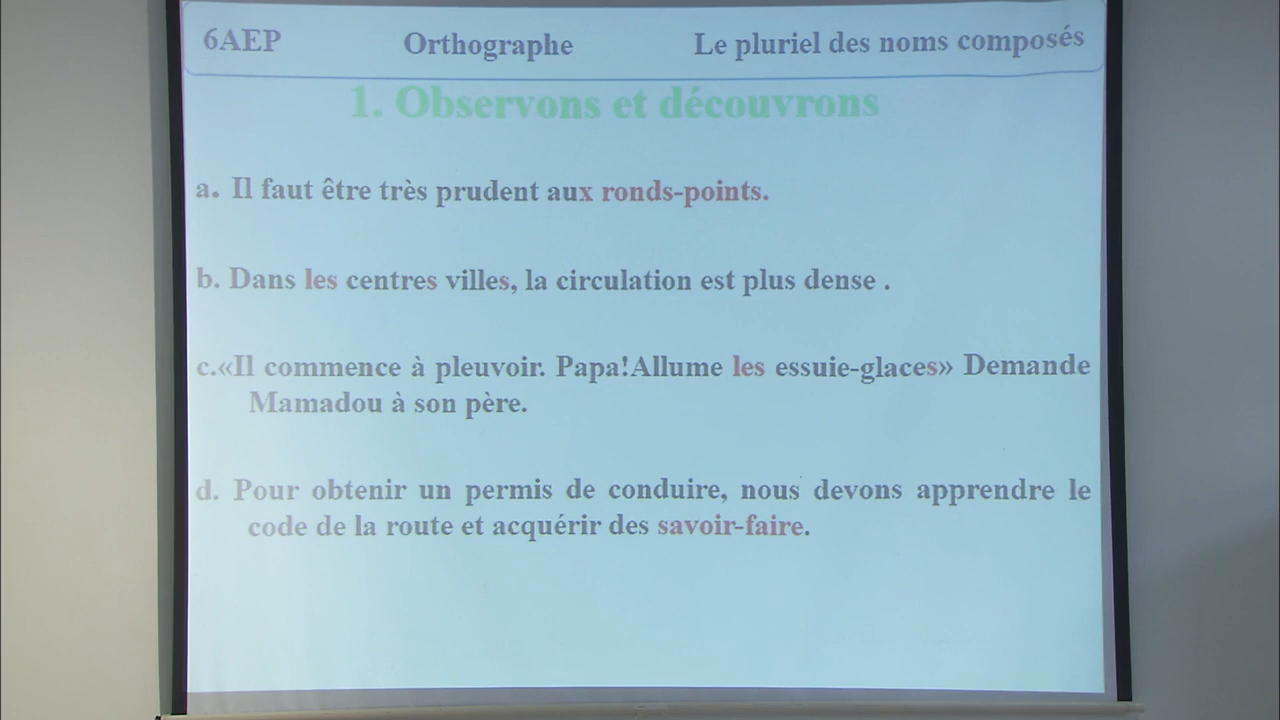 6AEP Orthographe Le pluriel des noms composés
1. Observons et découvrons
a. Il faut être très prudent aux ronds-points.
b. Dans les centres villes, la circulation est plus dense .
c.«Il commence à pleuvoir. Papa!Allume les essuie-glaces» Demande
Mamadou à son père.
d. Pour obtenir un permis de conduire, nous devons apprendre le
code de la route et acquérir des savoir-faire.